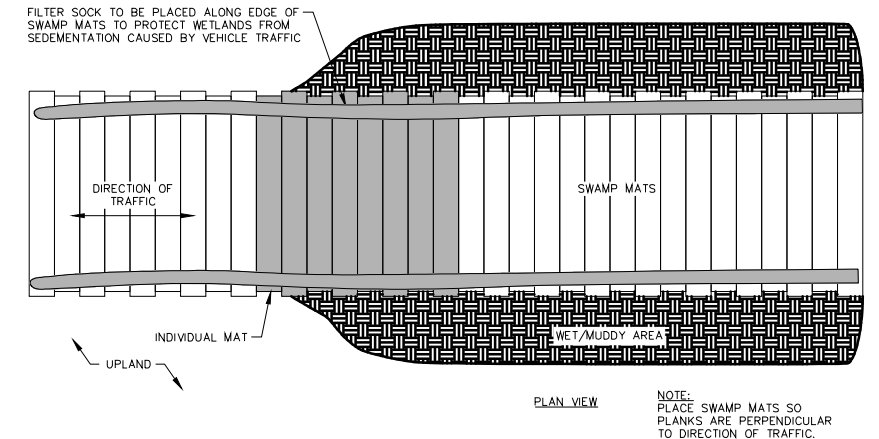 FILTER SOCK TO BE PLACED ALONG EDGE OF
SWAMP MATS TO PROTECT WETLANDS FROM
SEDEMENTATION CAUSED BY VEHICLE TRAFFIC
DIRECTION OF
TRAFFIC
SWAMP MATS
INDIVIDUAL MAT
WET/MUDDY AREA
UPLAND
PLAN VIEW
NOTE:
PLACE SWAMP MATS SO
PLANKS ARE PERPENDICULAR
TO DIRECTION OF TRAFFIC.